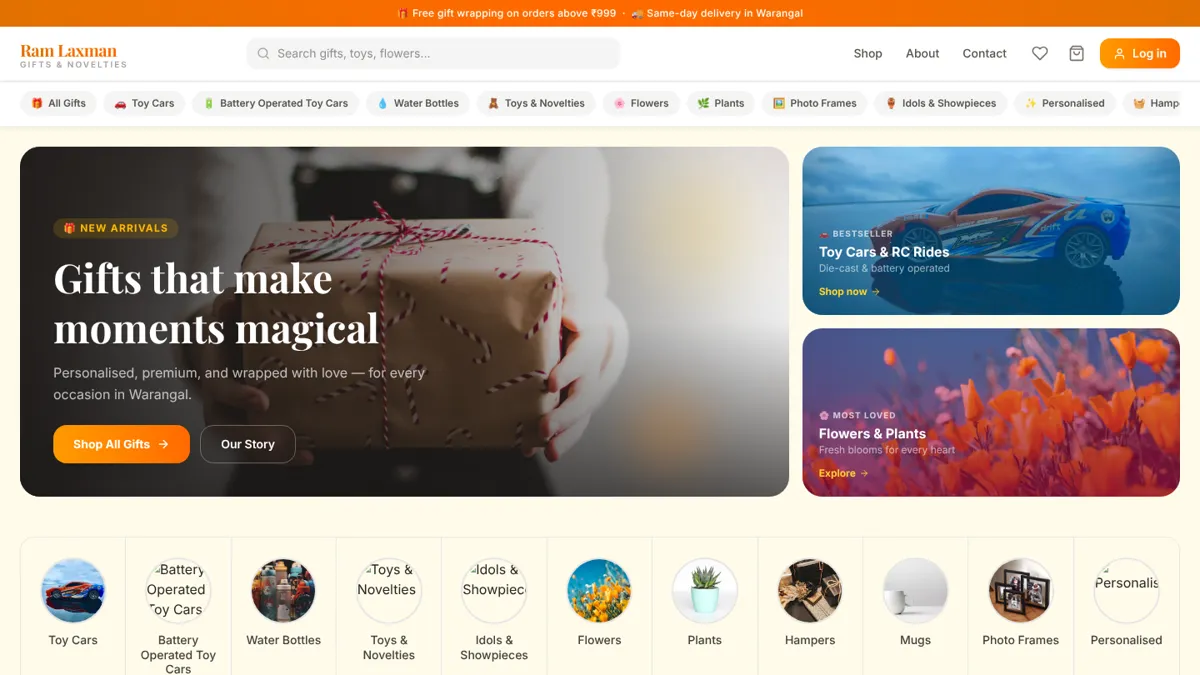 🎁 Free gift wrapping on orders above ₹999 · 🚚 Same-day delivery in Warangal
Ram Laxman
GIFTS & NOVELTIES
Search gifts, toys, flowers...
Shop
About
Contact
Log in
🎁 All Gifts
🚗 Toy Cars
🔋 Battery Operated Toy Cars
💧 Water Bottles
🧸 Toys & Novelties
🌸 Flowers
🌿 Plants
🖼️ Photo Frames
🏺 Idols & Showpieces
✨ Personalised
🧺 Hamp
🎁 NEW ARRIVALS
Gifts that make
moments magical
Personalised, premium, and wrapped with love — for every
occasion in Warangal.
Shop All Gifts →
Our Story
🚗 BESTSELLER
Toy Cars & RC Rides
Die-cast & battery operated
Shop now →
🌸 MOST LOVED
Flowers & Plants
Fresh blooms for every heart
Explore →
Battery
Operated
Toy Cars
Toys &
Novelties
Idols &
Showpiec
Personalis
Toy Cars
Battery
Operated Toy
Cars
Water Bottles
Toys &
Novelties
Idols &
Showpieces
Flowers
Plants
Hampers
Mugs
Photo Frames
Personalised